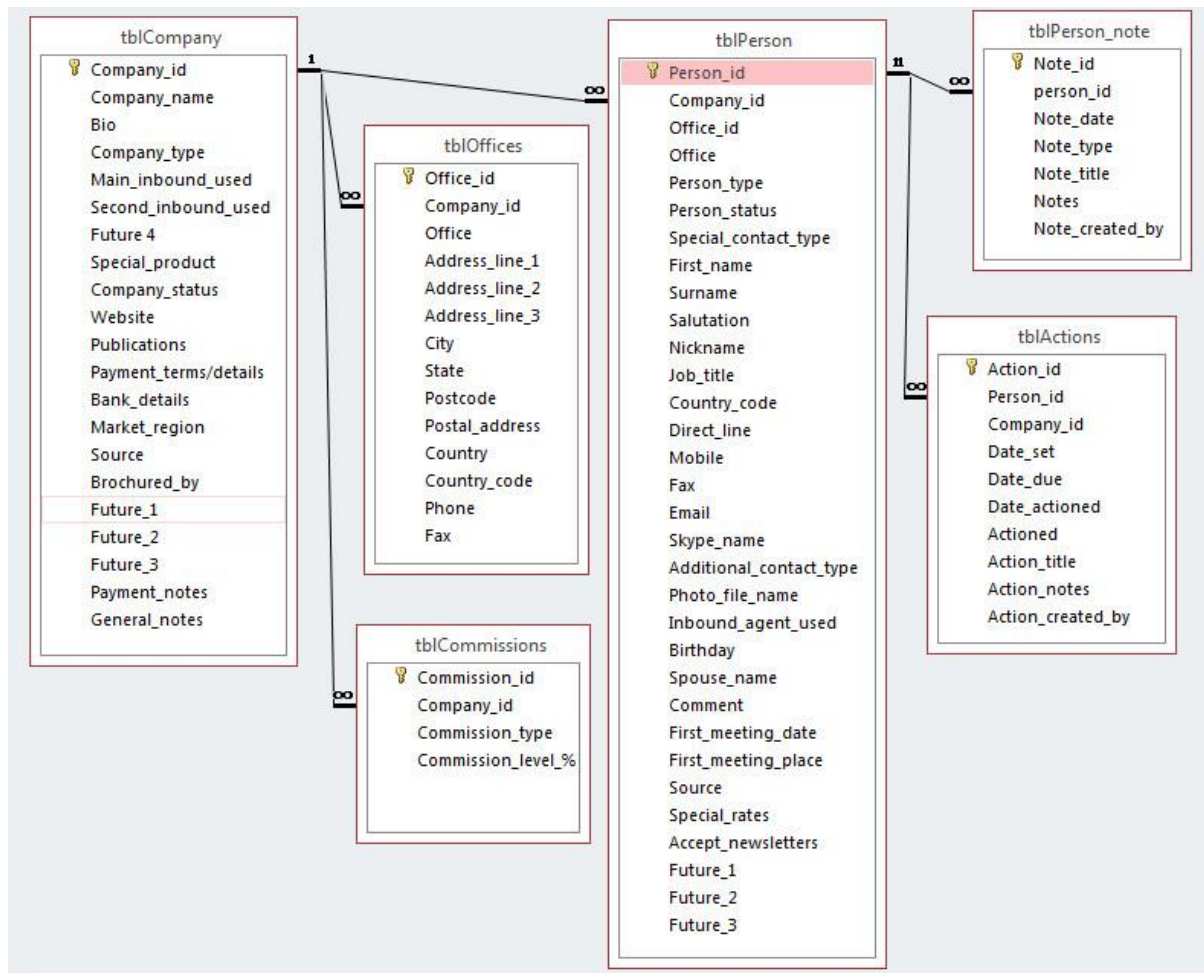 tblCompany
Company_id
Company_name
Bio
Company_type
Main_inbound_used
Second_inbound_used
Future 4
Special_product
Company_status
Website
Publications
Payment_terms/details
Bank_details
Market_region
Source
Brochured_by
Future_1
Future_2
Future_3
Payment_notes
General_notes
1
∞
∞
∞
tblOffices
Office_id
Company_id
Office
Address_line_1
Address_line_2
Address_line_3
City
State
Postcode
Postal_address
Country
Country_code
Phone
Fax
tblCommissions
Commission_id
Company_id
Commission_type
Commission_level_%
tblPerson
Person_id
Company_id
Office_id
Office
Person_type
Person_status
Special_contact_type
First_name
Surname
Salutation
Nickname
Job_title
Country_code
Direct_line
Mobile
Fax
Email
Skype_name
Additional_contact_type
Photo_file_name
Inbound_agent_used
Birthday
Spouse_name
Comment
First_meeting_date
First_meeting_place
Source
Special_rates
Accept_newsletters
Future_1
Future_2
Future_3
11
∞
∞
tblPerson_note
Note_id
person_id
Note_date
Note_type
Note_title
Notes
Note_created_by
tblActions
Action_id
Person_id
Company_id
Date_set
Date_due
Date_actioned
Actioned
Action_title
Action_notes
Action_created_by